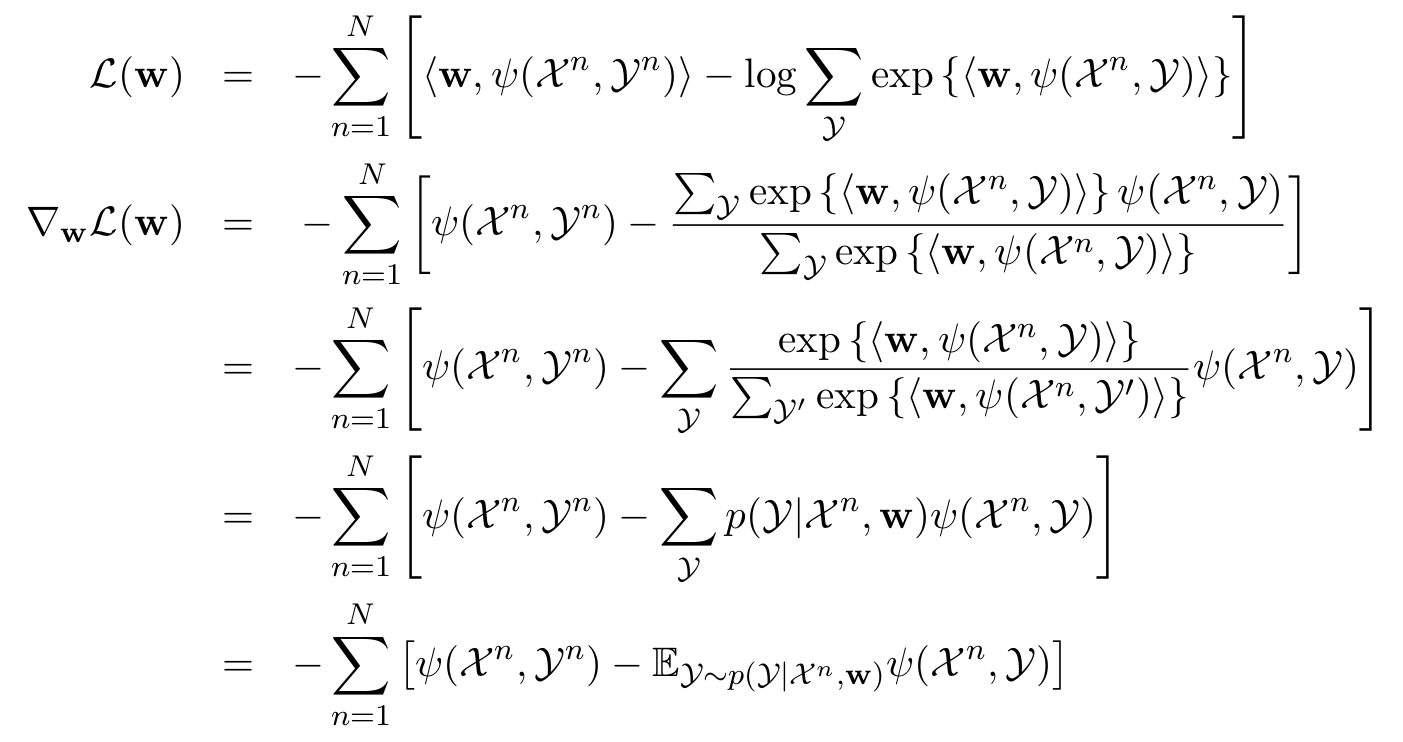 \mathcal{L}(\mathbf{w}) = -\sum_{n=1}^{N} \left[ \langle \mathbf{w}, \psi(\mathcal{X}^n, \mathcal{Y}^n) \rangle - \log \sum_{\mathcal{Y}} \exp \{ \langle \mathbf{w}, \psi(\mathcal{X}^n, \mathcal{Y}) \rangle \} \right]
\nabla_{\mathbf{w}} \mathcal{L}(\mathbf{w}) = -\sum_{n=1}^{N} \left[ \psi(\mathcal{X}^n, \mathcal{Y}^n) - \frac{\sum_{\mathcal{Y}} \exp \{ \langle \mathbf{w}, \psi(\mathcal{X}^n, \mathcal{Y}) \rangle \} \psi(\mathcal{X}^n, \mathcal{Y})}{\sum_{\mathcal{Y}} \exp \{ \langle \mathbf{w}, \psi(\mathcal{X}^n, \mathcal{Y}) \rangle \}} \right]
= -\sum_{n=1}^{N} \left[ \psi(\mathcal{X}^n, \mathcal{Y}^n) - \sum_{\mathcal{Y}} \frac{\exp \{ \langle \mathbf{w}, \psi(\mathcal{X}^n, \mathcal{Y}) \rangle \}}{\sum_{\mathcal{Y}'} \exp \{ \langle \mathbf{w}, \psi(\mathcal{X}^n, \mathcal{Y}') \rangle \}} \psi(\mathcal{X}^n, \mathcal{Y}) \right]
= -\sum_{n=1}^{N} \left[ \psi(\mathcal{X}^n, \mathcal{Y}^n) - \sum_{\mathcal{Y}} p(\mathcal{Y}|\mathcal{X}^n, \mathbf{w}) \psi(\mathcal{X}^n, \mathcal{Y}) \right]
= -\sum_{n=1}^{N} \left[ \psi(\mathcal{X}^n, \mathcal{Y}^n) - \mathbb{E}_{\mathcal{Y} \sim p(\mathcal{Y}|\mathcal{X}^n, \mathbf{w})} \psi(\mathcal{X}^n, \mathcal{Y}) \right]